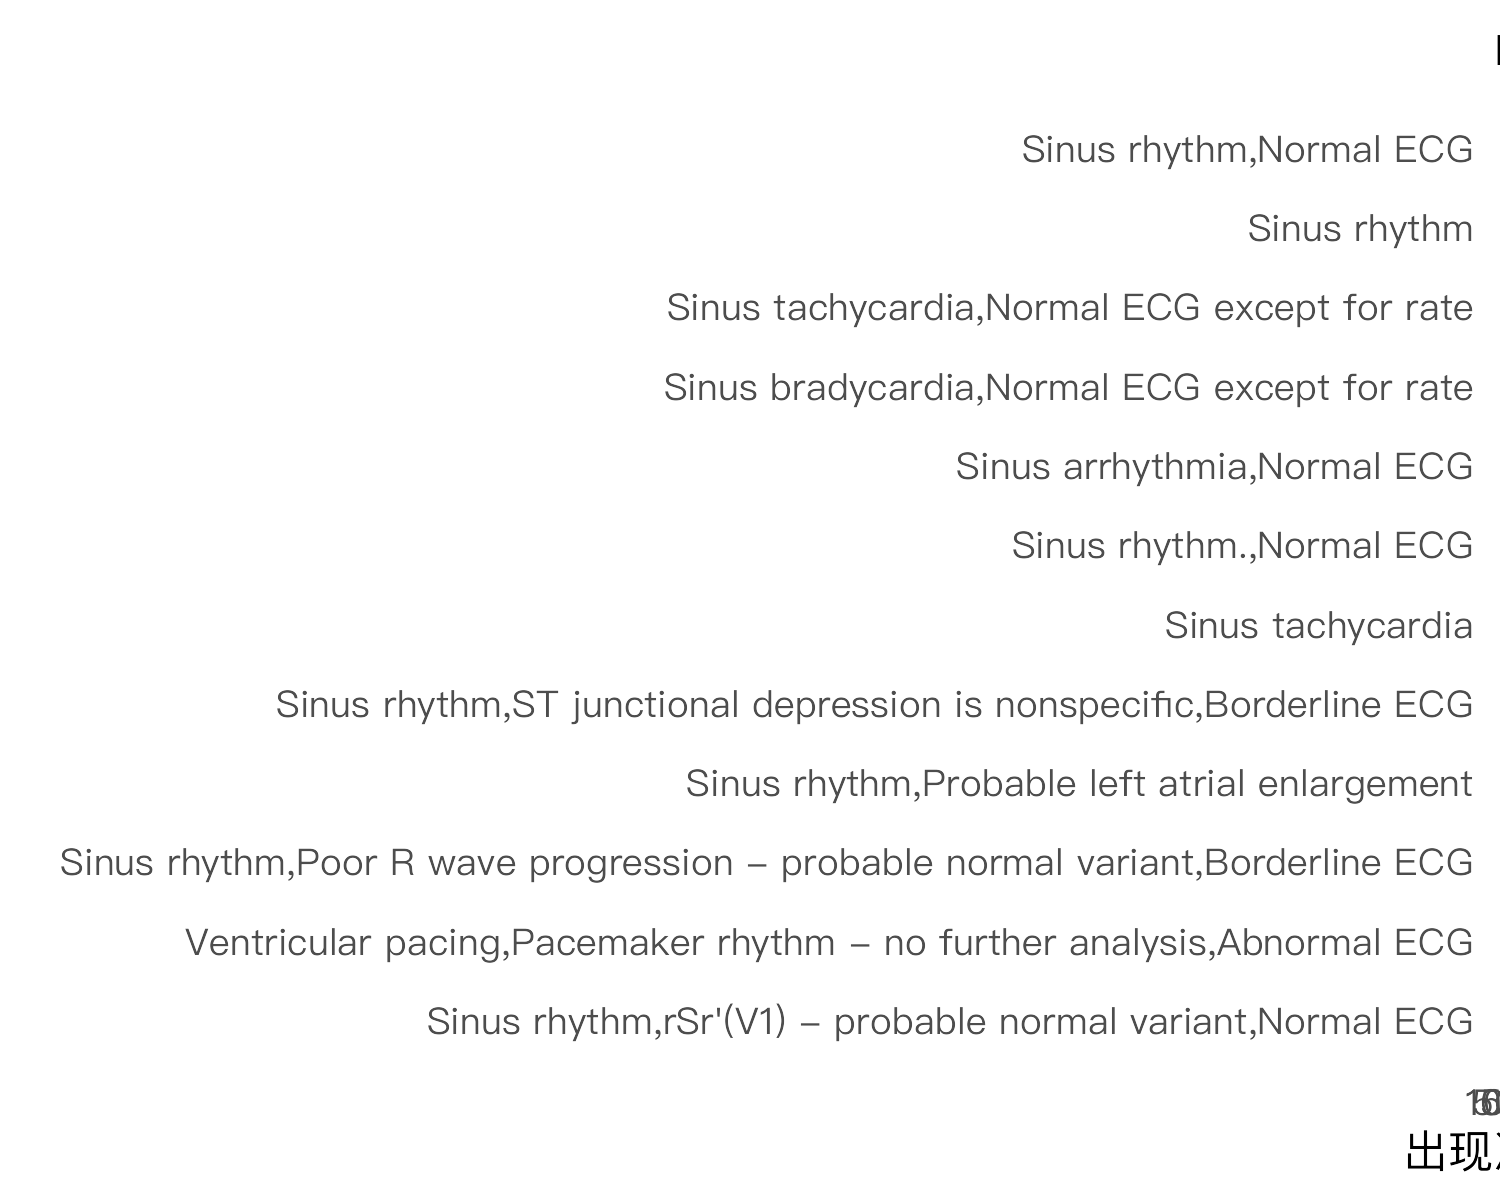 Sinus rhythm,Normal ECG
Sinus rhythm
Sinus tachycardia,Normal ECG except for rate
Sinus bradycardia,Normal ECG except for rate
Sinus arrhythmia,Normal ECG
Sinus rhythm.,Normal ECG
Sinus tachycardia
Sinus rhythm,ST junctional depression is nonspecific,Borderline ECG
Sinus rhythm,Probable left atrial enlargement
Sinus rhythm,Poor R wave progression – probable normal variant,Borderline ECG
Ventricular pacing,Pacemaker rhythm – no further analysis,Abnormal ECG
Sinus rhythm,rSr'(V1) – probable normal variant,Normal ECG
出现